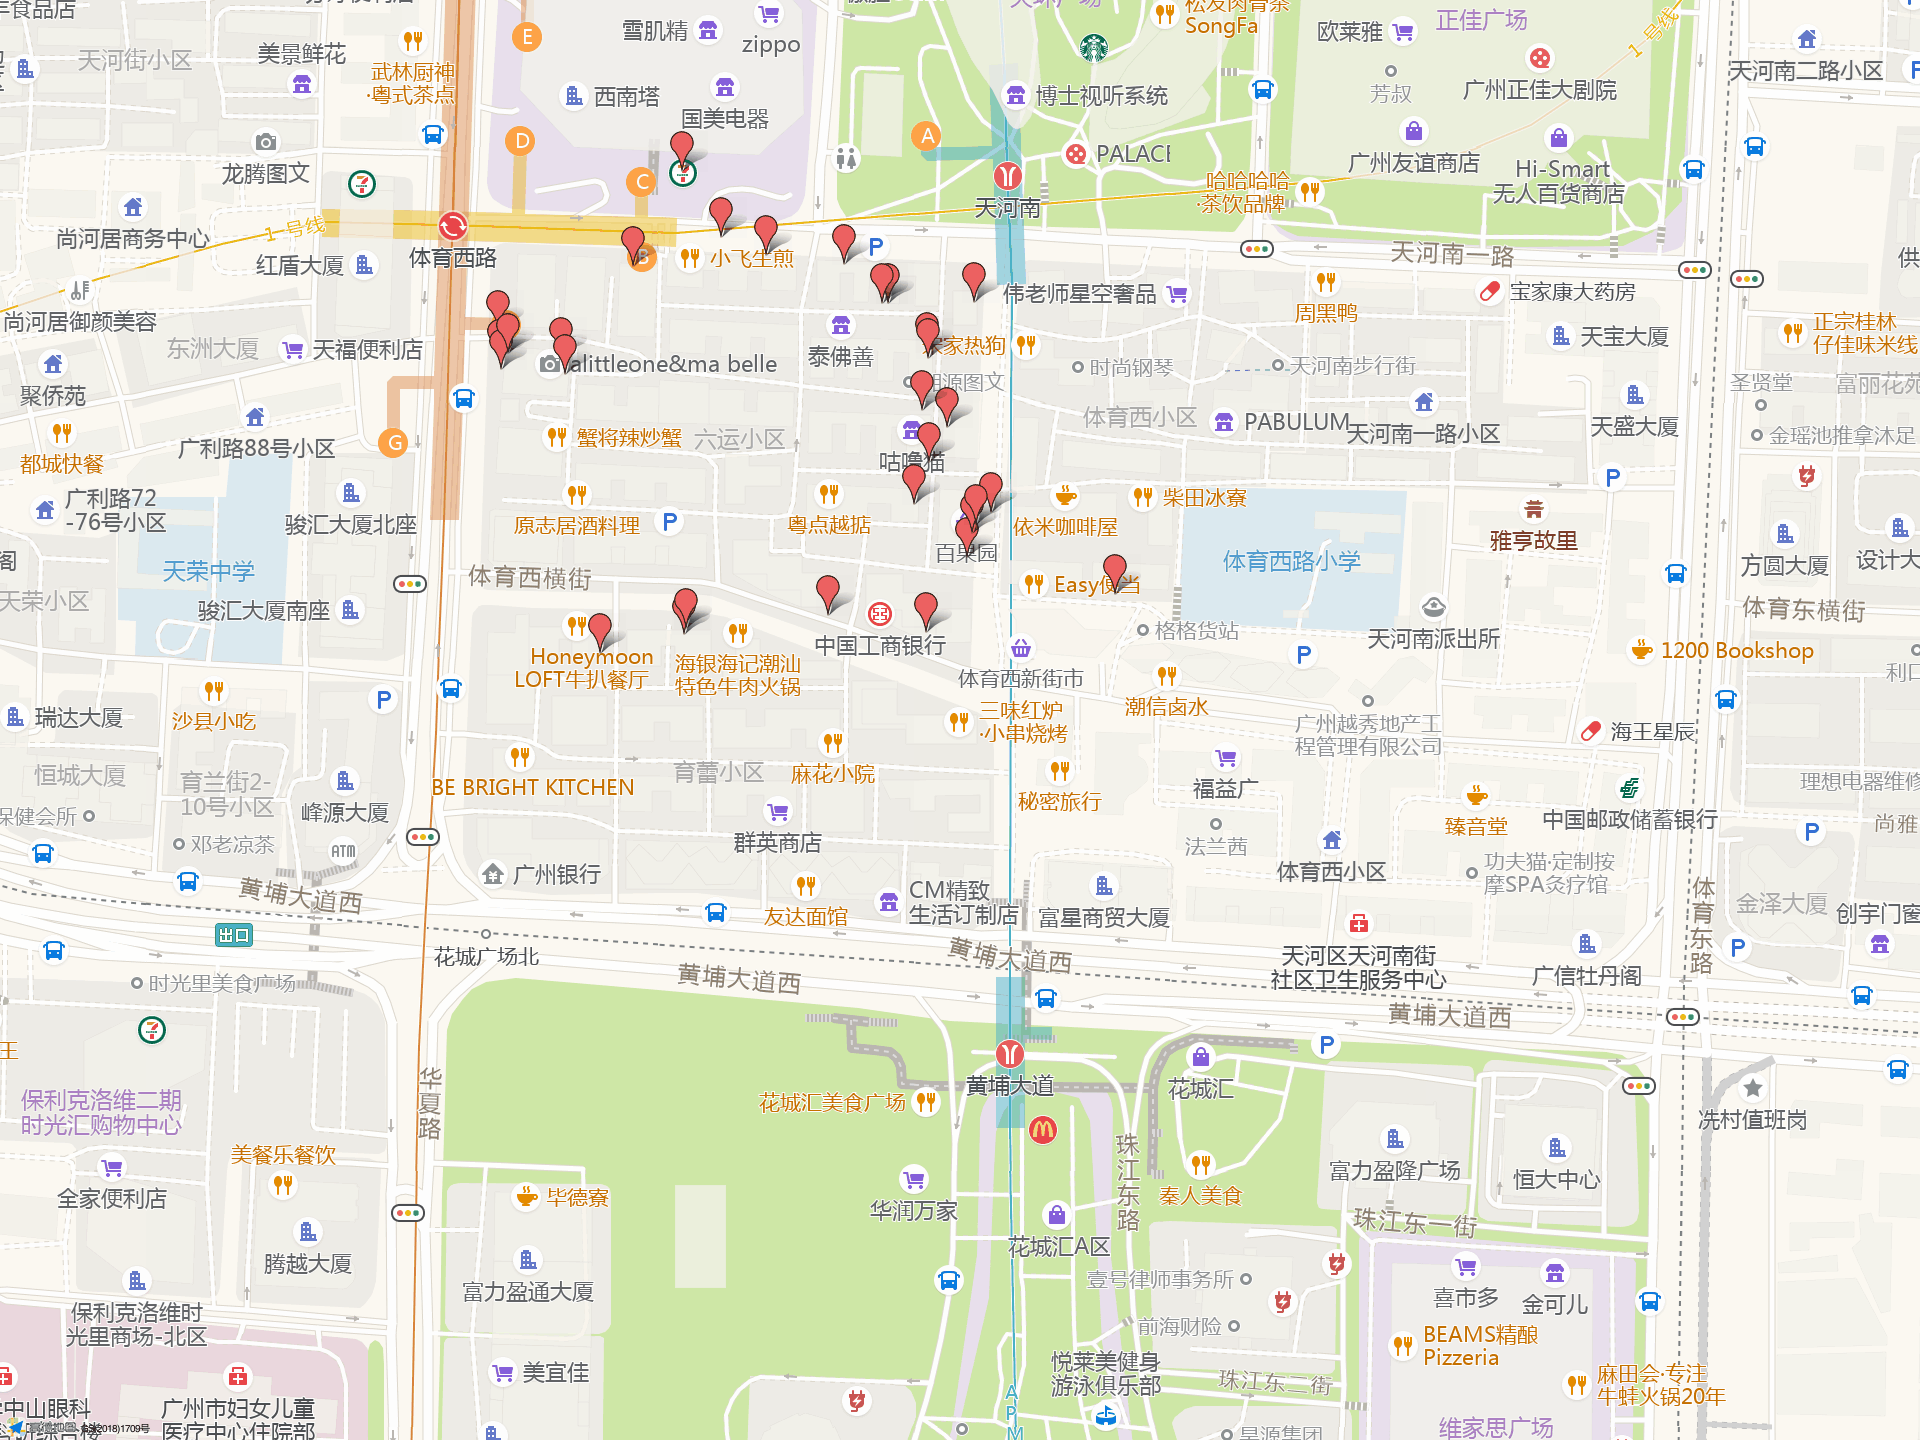 雪肌精
zippo
SongFa
欧莱雅
正佳广场
1号线
天河街小区
美景鲜花
武林厨神
·粤式茶点
E
西南塔
国美电器
博士视听系统
芳叔
广州正佳大剧院
天河南二路小区
P
D
A
PALACE
广州友谊商店
Hi-Smart
无人百货商店
龙腾图文
C
哈哈哈哈
·茶饮品牌
尚河居商务中心
1号线
体育西路
天河南
天河南一路
红盾大厦
B
小飞生煎
P
伟老师星空奢品
周黑鸭
宝家康大药房
尚河居御颜美容
东洲大厦
天福便利店
alittleone&ma belle
泰佛善
时尚钢琴
天河南步行街
天宝大厦
正宗桂林
仔佳味米线
聚侨苑
体育西小区
PABULUM
天河南一路小区
圣贤堂
富丽花苑
天盛大厦
金瑶池推拿沐足
广利路88号小区
G
蟹将辣炒蟹
六运小区
咕噜猫
都城快餐
广利路72
-76号小区
骏汇大厦北座
原志居酒料理
P
粤点越掂
依米咖啡屋
柴田冰寮
P
雅亨故里
百果园
体育西路小学
方圆大厦
设计大
天荣中学
体育西横街
Easy便当
天荣小区
骏汇大厦南座
中国工商银行
格格货站
天河南派出所
体育东横街
Honeymoon
LOFT牛扒餐厅
海银海记潮汕
特色牛肉火锅
体育西新街市
P
1200 Bookshop
利口
瑞达大厦
沙县小吃
P
三味红炉
·小串烧烤
潮信卤水
广州越秀地产工
程管理有限公司
海王星辰
恒城大厦
育兰街2-
10号小区
BE BRIGHT KITCHEN
育蕾小区
麻花小院
秘密旅行
福益广
理想电器维修
峰源大厦
群英商店
臻音堂
中国邮政储蓄银行
保健会所
邓老凉茶
ATM
法兰茜
体育西小区
P
尚雅
功夫猫·定制按
摩SPA灸疗馆
广州银行
黄埔大道西
友达面馆
CM精致
生活订制店
富星商贸大厦
体育东路
金泽大厦
创宇门窗
出口
花城广场北
黄埔大道西
黄埔大道西
天河区天河南街
社区卫生服务中心
广信牡丹阁
P
时光里美食广场
黄埔大道西
P
王
保利克洛维二期
时光汇购物中心
华夏路
花城汇美食广场
黄埔大道
花城汇
冼村值班岗
美餐乐餐饮
珠江东路
富力盈隆广场
恒大中心
全家便利店
毕德寮
华润万家
秦人美食
珠江东一街
腾越大厦
花城汇A区
壹号律师事务所
富力盈通大厦
喜市多
金可儿
保利克洛维时
光里商场-北区
前海财险
BEAMS精酿
Pizzeria
美宜佳
悦莱美健身
游泳俱乐部
珠江东二街
麻田会·专注
牛蛙火锅20年
中山眼科
广州市妇女儿童
医疗中心住院部
APM
维家思广场